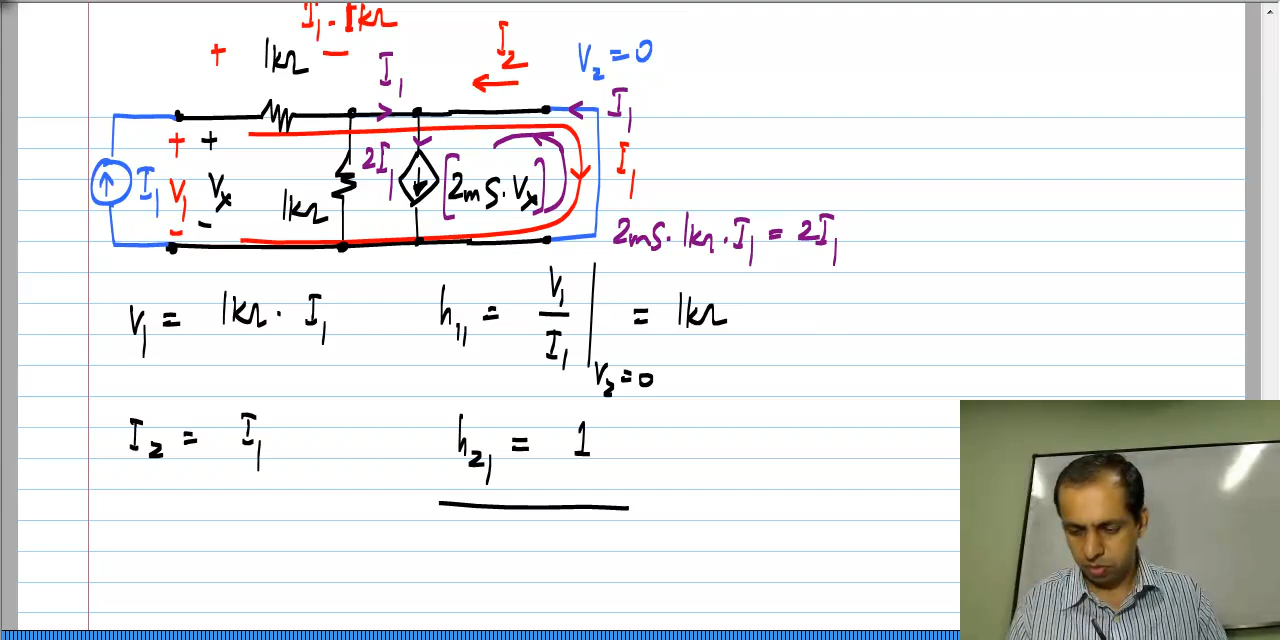 I₁ · 1kΩ
+ −
1kΩ
I₁
I₂
V₂ = 0
I₁
+ +
I₁
V₁
Vₓ
− −
1kΩ
2I₁
[2mS · Vₓ]
I₁
2mS · 1kΩ · I₁ = 2I₁
V₁ = 1kΩ · I₁
h₁₁ = V₁ / I₁ | V₂ = 0 = 1kΩ
I₂ = I₁
h₂₁ = 1